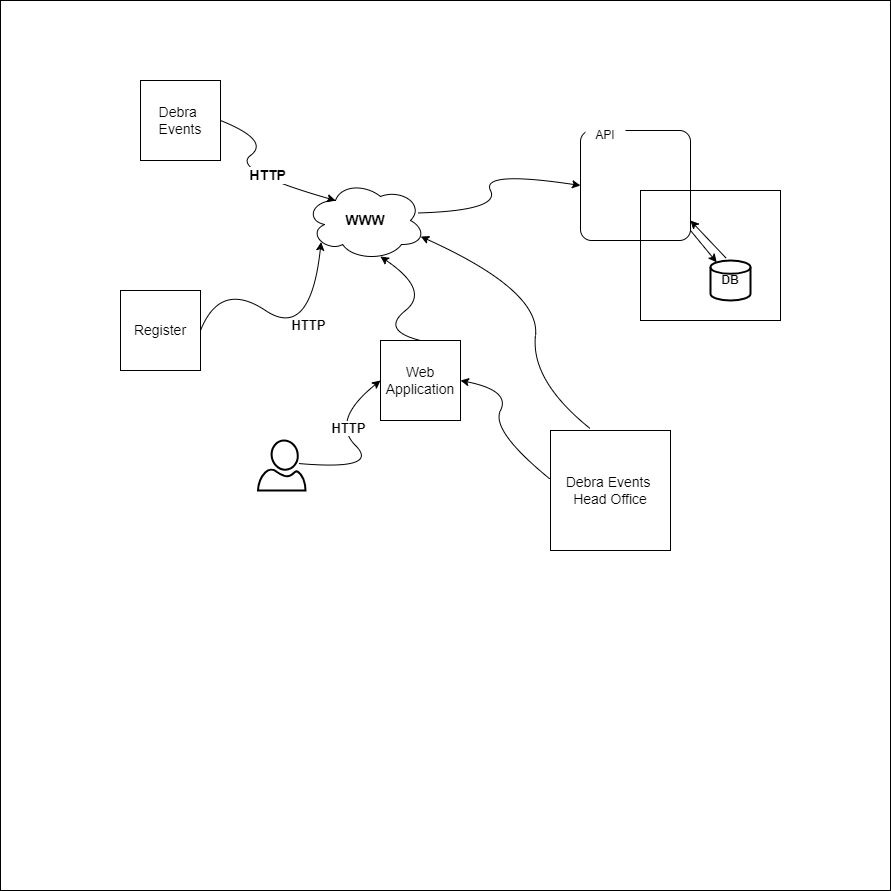 Debra
Events
API
HTTP
WWW
DB
Register
HTTP
Web
Application
HTTP
Debra Events
Head Office